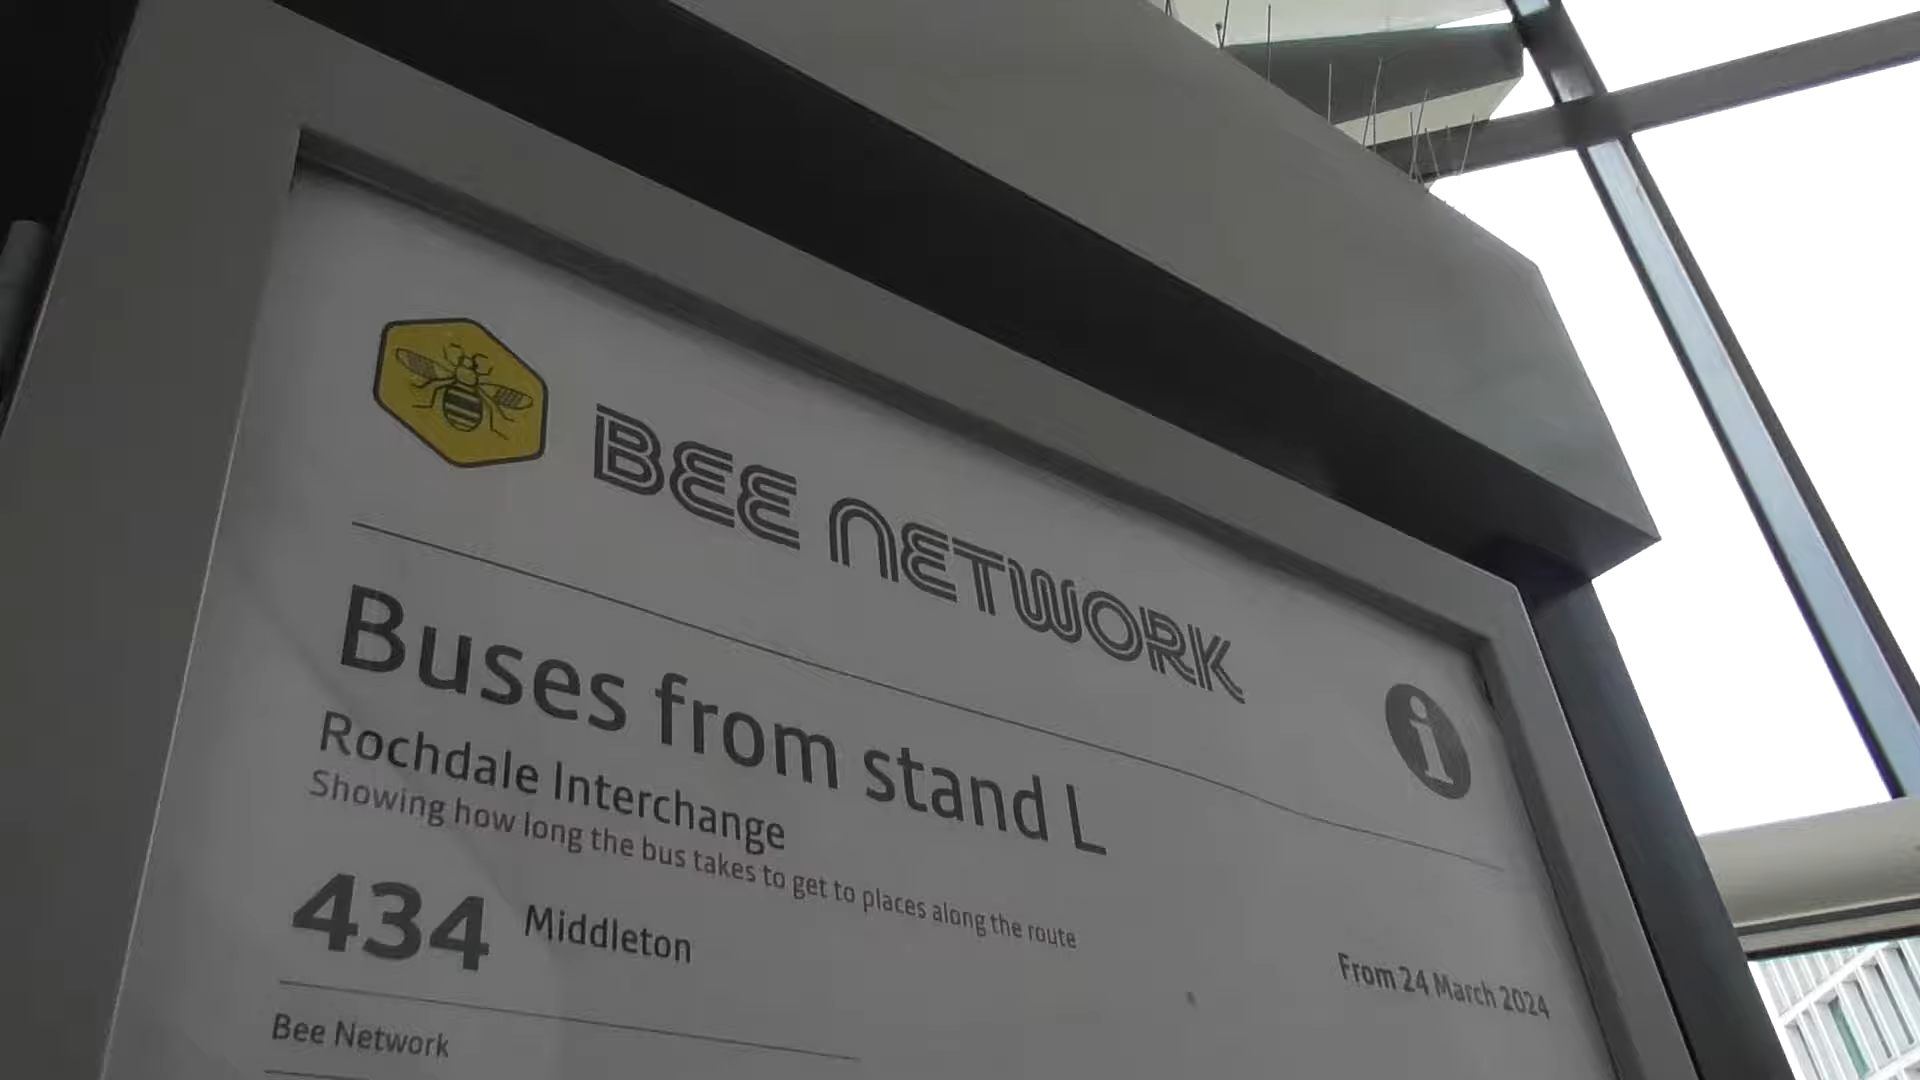 BEE NETWORK
i
Buses from stand L
Rochdale Interchange
Showing how long the bus takes to get to places along the route
434 Middleton
From 24 March 2024
Bee Network